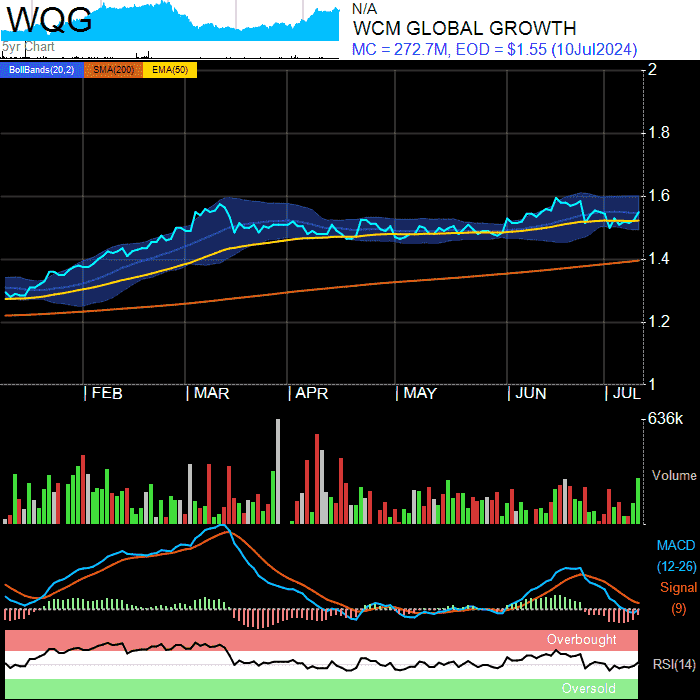 WQG
N/A
WCM GLOBAL GROWTH
5yr Chart
MC = 272.7M, EOD = $1.55 (10Jul2024)
BollBands(20,2) SMA(200) EMA(50)
2
1.8
1.6
1.4
1.2
1
FEB MAR APR MAY JUN JUL
636k
Volume
MACD
(12-26)
Signal
(9)
Overbought
RSI(14)
Oversold